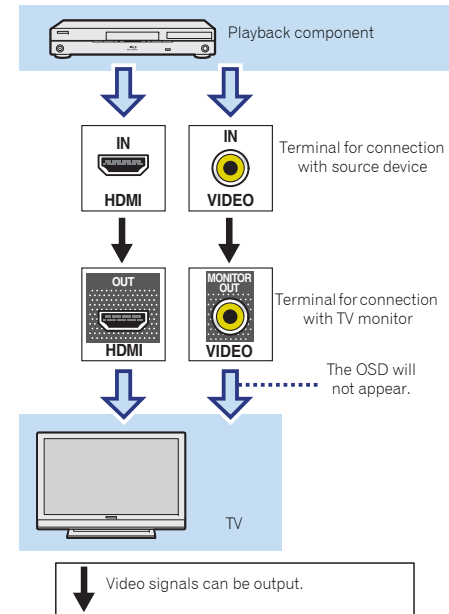 Playback component
IN
IN
HDMI
VIDEO
Terminal for connection
with source device
OUT
MONITOR
OUT
HDMI
VIDEO
Terminal for connection
with TV monitor
The OSD will
not appear.
TV
Video signals can be output.